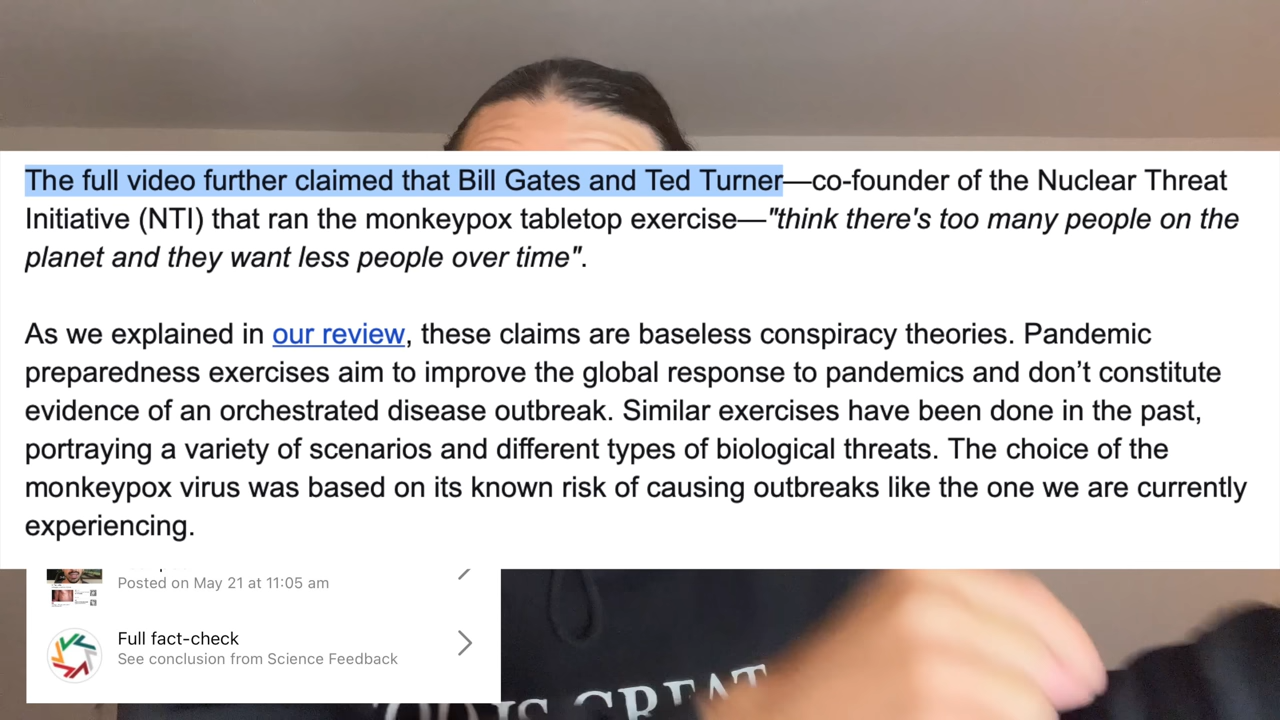 The full video further claimed that Bill Gates and Ted Turner—co-founder of the Nuclear Threat
Initiative (NTI) that ran the monkeypox tabletop exercise—"think there's too many people on the
planet and they want less people over time".
As we explained in our review, these claims are baseless conspiracy theories. Pandemic
preparedness exercises aim to improve the global response to pandemics and don't constitute
evidence of an orchestrated disease outbreak. Similar exercises have been done in the past,
portraying a variety of scenarios and different types of biological threats. The choice of the
monkeypox virus was based on its known risk of causing outbreaks like the one we are currently
experiencing.
Posted on May 21 at 11:05 am
Full fact-check
See conclusion from Science Feedback
IS GREAT